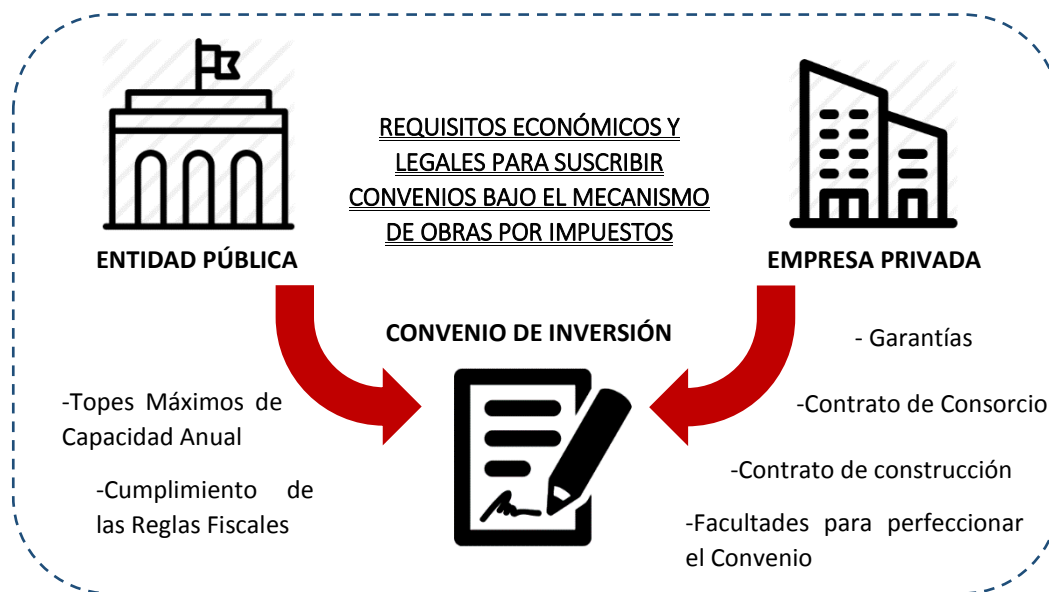 REQUISITOS ECONÓMICOS Y
LEGALES PARA SUSCRIBIR
CONVENIOS BAJO EL MECANISMO
DE OBRAS POR IMPUESTOS
ENTIDAD PÚBLICA
EMPRESA PRIVADA
CONVENIO DE INVERSIÓN
-Topes Máximos de
Capacidad Anual
-Cumplimiento de
las Reglas Fiscales
- Garantías
-Contrato de Consorcio
-Contrato de construcción
-Facultades para perfeccionar
el Convenio